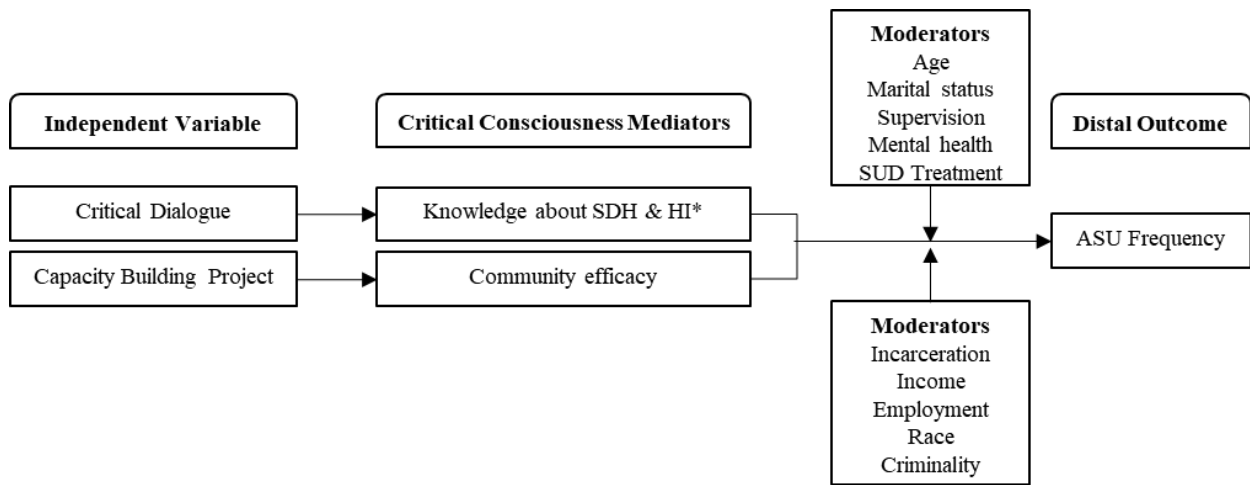 Independent Variable
Critical Dialogue
Capacity Building Project
Critical Consciousness Mediators
Knowledge about SDH & HI*
Community efficacy
Moderators
Age
Marital status
Supervision
Mental health
SUD Treatment
Moderators
Incarceration
Income
Employment
Race
Criminality
Distal Outcome
ASU Frequency